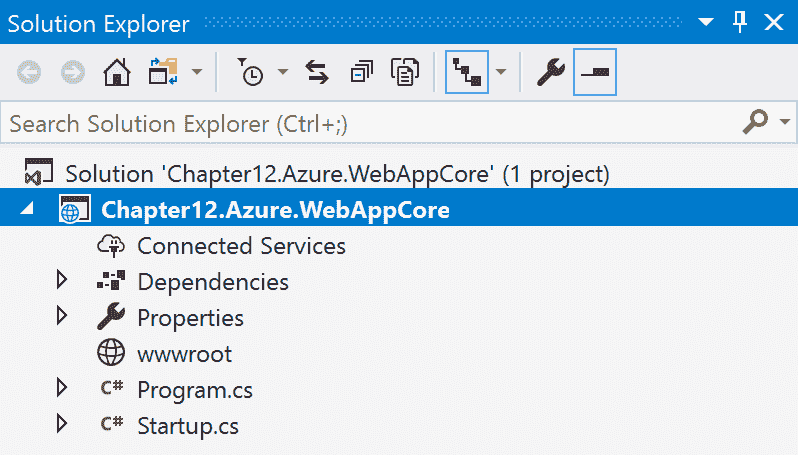 Solution Explorer
Search Solution Explorer (Ctrl+;)
Solution 'Chapter12.Azure.WebAppCore' (1 project)
Chapter12.Azure.WebAppCore
Connected Services
Dependencies
Properties
wwwroot
C# Program.cs
C# Startup.cs